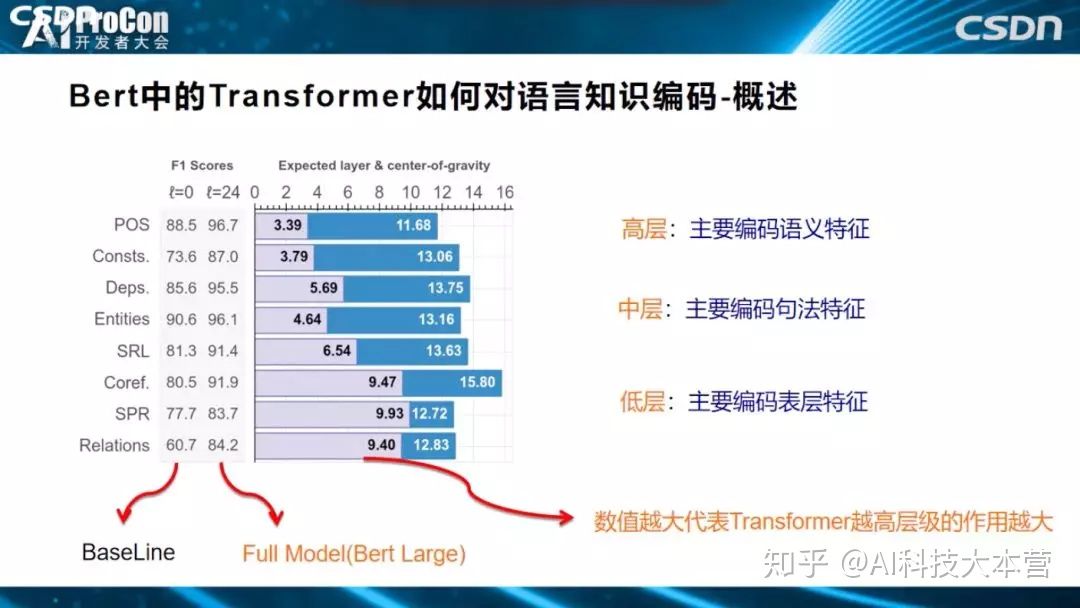 CSDN
AI ProCon
开发者大会
CSDN
Bert中的Transformer如何对语言知识编码-概述
F1 Scores Expected layer & center-of-gravity
ℓ=0 ℓ=24 0 2 4 6 8 10 12 14 16
POS 88.5 96.7 3.39 11.68
Consts. 73.6 87.0 3.79 13.06
Deps. 85.6 95.5 5.69 13.75
Entities 90.6 96.1 4.64 13.16
SRL 81.3 91.4 6.54 13.63
Coref. 80.5 91.9 9.47 15.80
SPR 77.7 83.7 9.93 12.72
Relations 60.7 84.2 9.40 12.83
高层：主要编码语义特征
中层：主要编码句法特征
低层：主要编码表层特征
数值越大代表Transformer越高层级的作用越大
BaseLine
Full Model(Bert Large)
知乎 @AI科技大本营